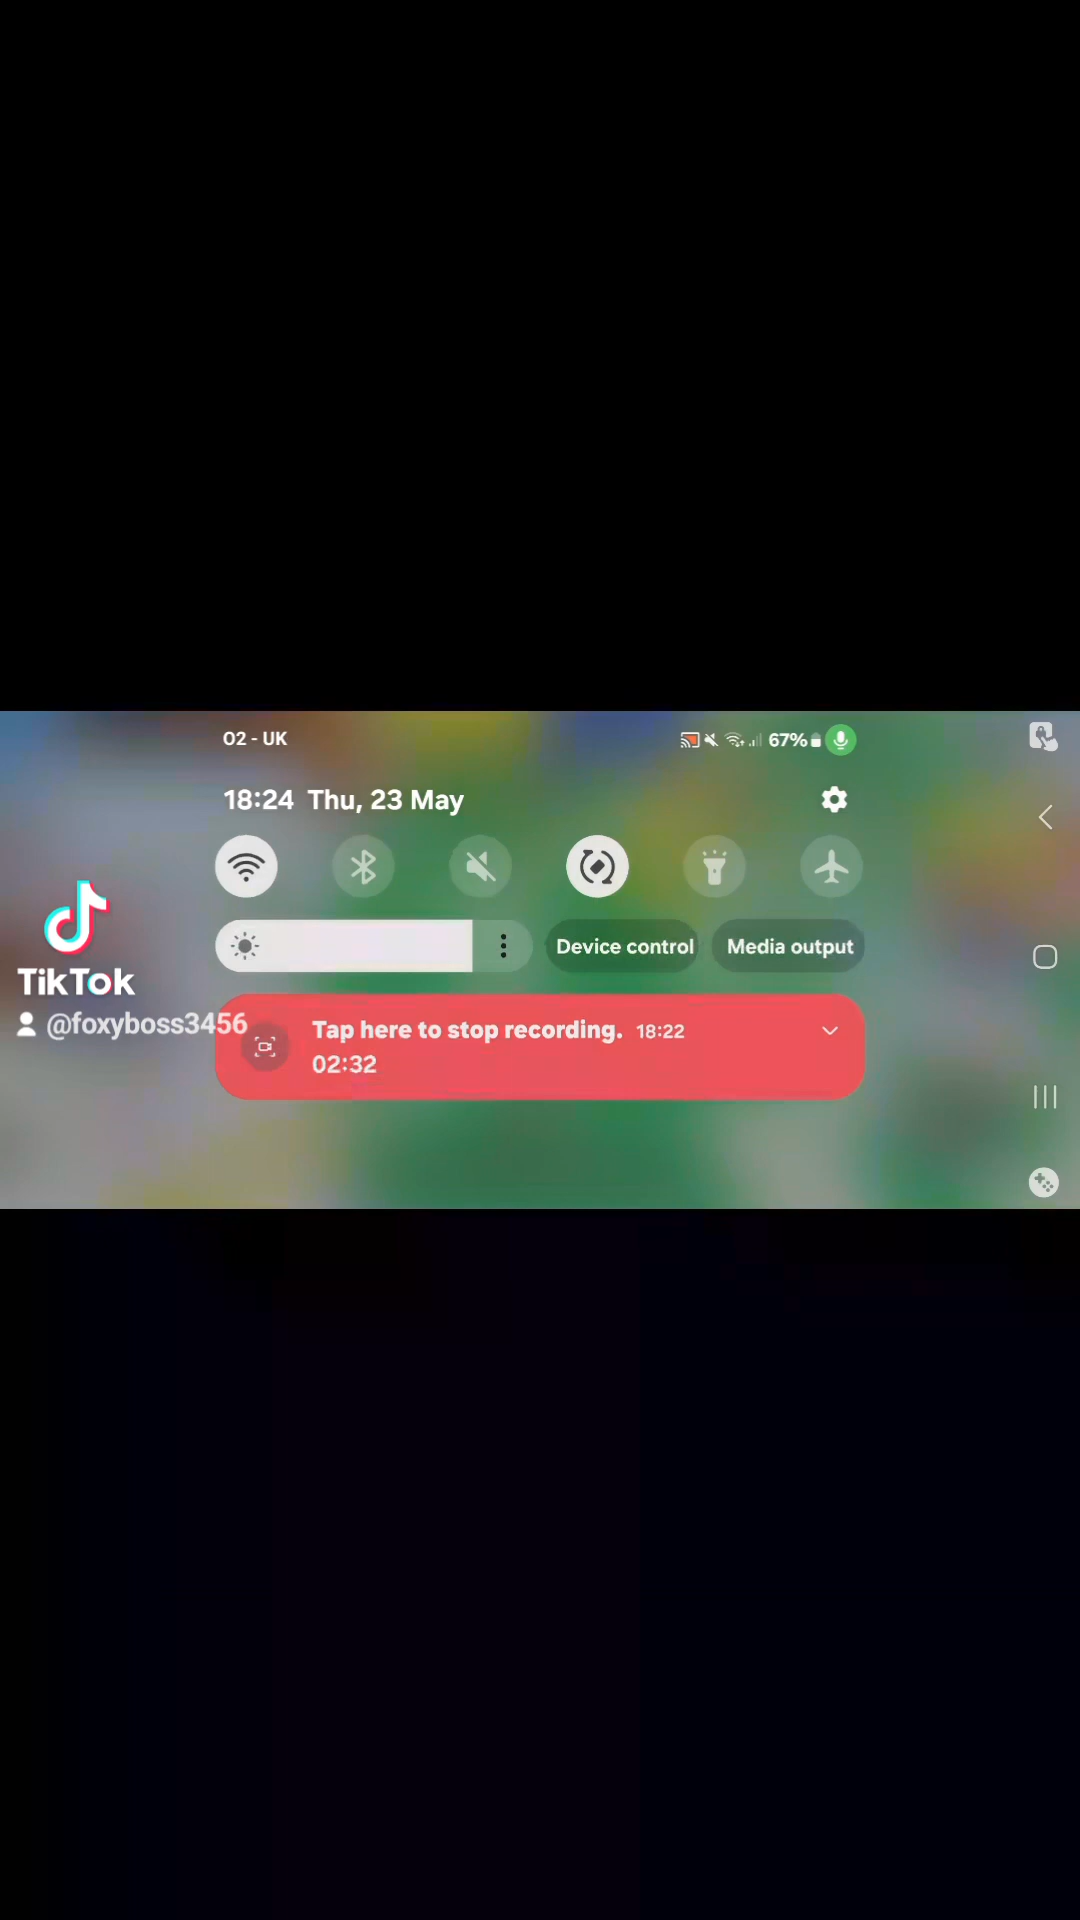 O2 - UK
67%
18:24 Thu, 23 May
Device control
Media output
TikTok
@foxyboss3456
Tap here to stop recording. 18:22
02:32